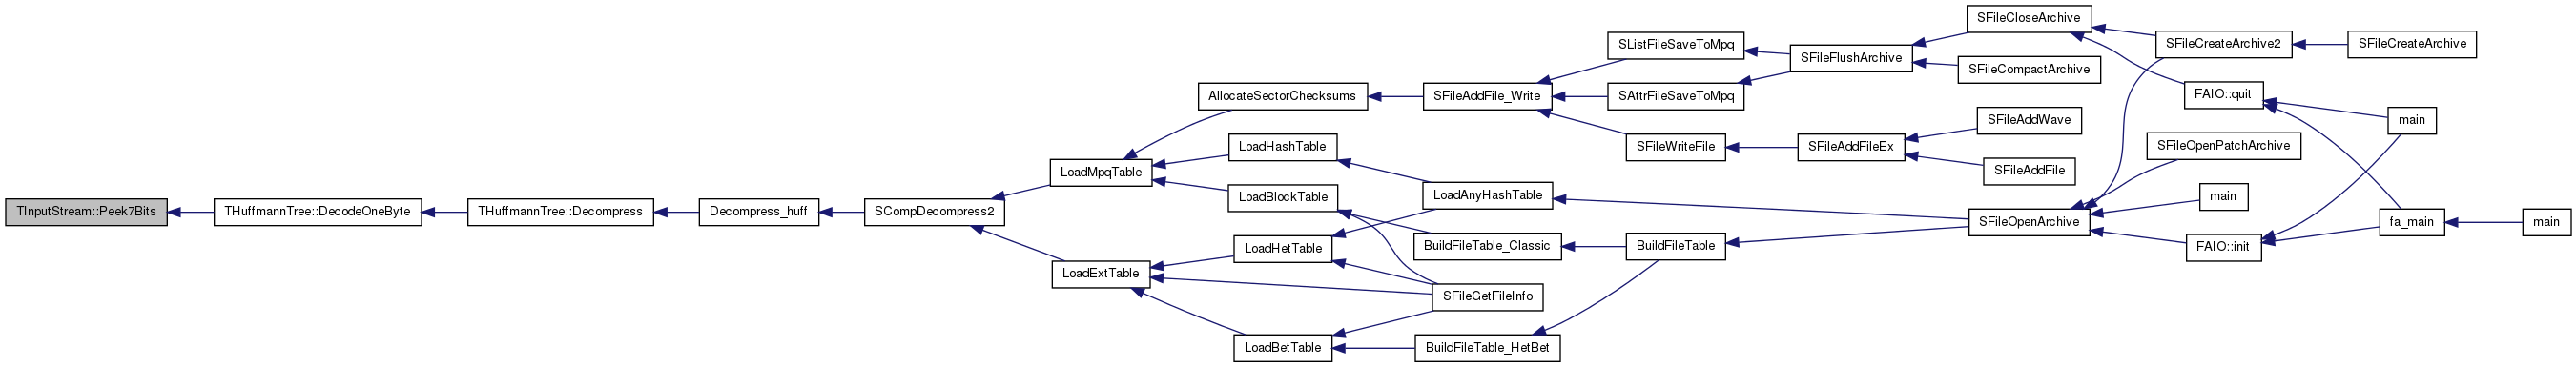 TInputStream::Peek7Bits
THuffmannTree::DecodeOneByte
THuffmannTree::Decompress
Decompress_huff
SCompDecompress2
LoadMpqTable
LoadExtTable
AllocateSectorChecksums
LoadHashTable
LoadBlockTable
LoadHetTable
LoadBetTable
SFileAddFile_Write
LoadAnyHashTable
BuildFileTable_Classic
SFileGetFileInfo
BuildFileTable_HetBet
SListFileSaveToMpq
SAttrFileSaveToMpq
SFileWriteFile
BuildFileTable
SFileFlushArchive
SFileAddFileEx
SFileCloseArchive
SFileCompactArchive
SFileAddWave
SFileAddFile
SFileOpenArchive
SFileCreateArchive2
FAIO::quit
SFileOpenPatchArchive
main
FAIO::init
SFileCreateArchive
main
fa_main
main